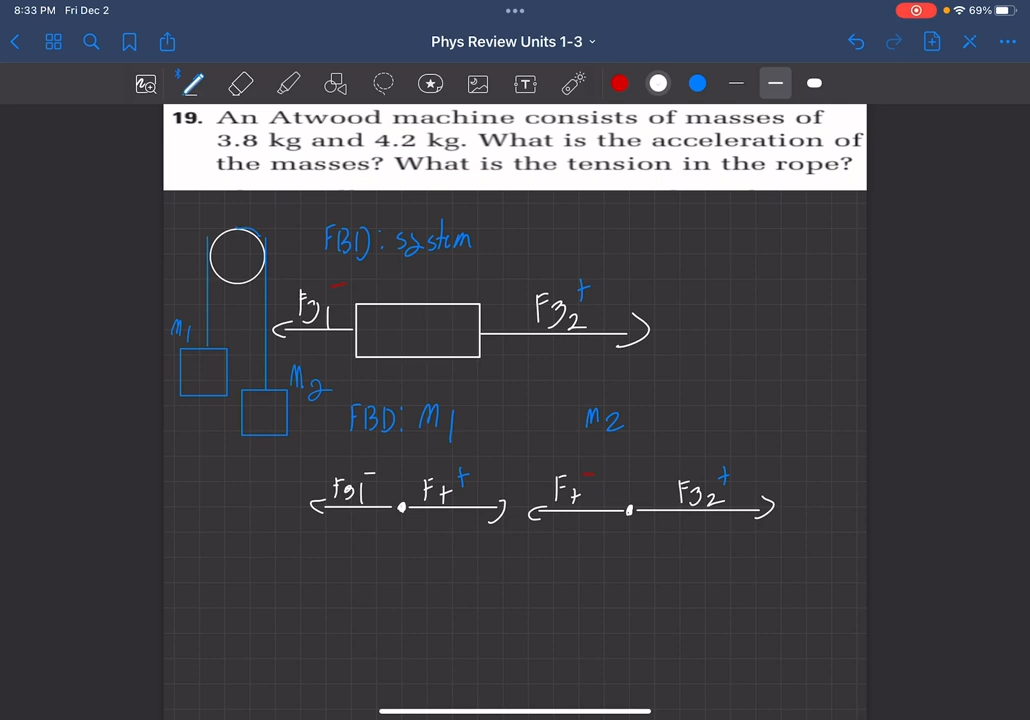 8:33 PM Fri Dec 2
69%
Phys Review Units 1-3
19. An Atwood machine consists of masses of
3.8 kg and 4.2 kg. What is the acceleration of
the masses? What is the tension in the rope?
FBD: system
Fg1 -
Fg2 +
m1
M2
FBD: M1
m2
Fg1 -
FT +
FT -
Fg2 +